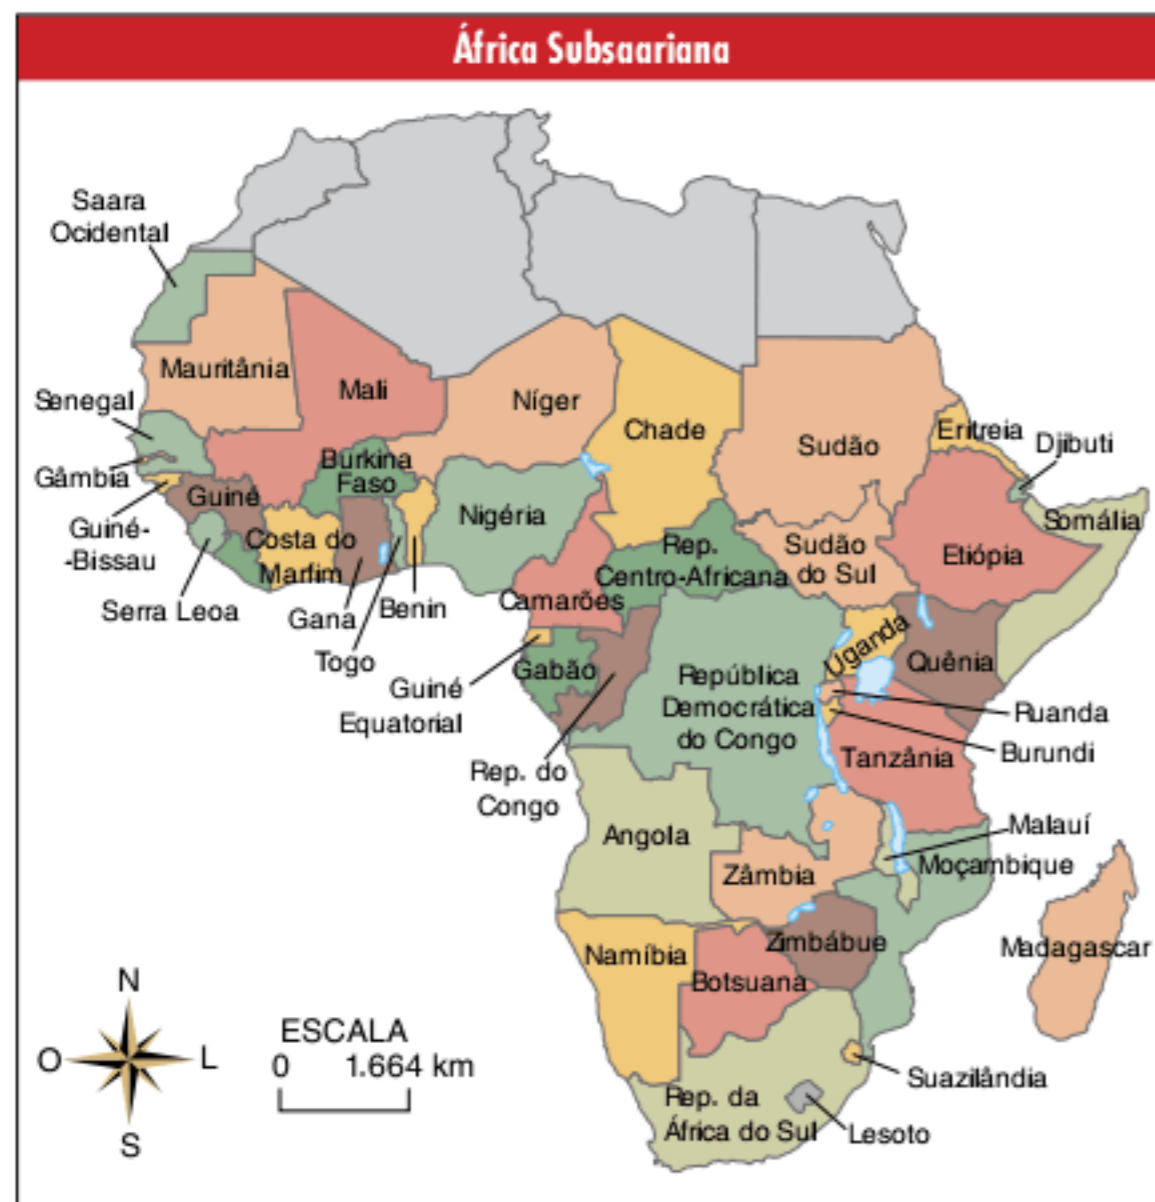 África Subsaariana
Saara
Ocidental
Mauritânia
Mali
Níger
Chade
Sudão
Eritreia
Djibuti
Senegal
Gâmbia
Guiné-
-Bissau
Guiné
Burkina
Faso
Nigéria
Somália
Etiópia
Serra Leoa
Costa do
Marfim
Gana
Togo
Benin
Camarões
Rep.
Centro-Africana
Sudão
do Sul
Guiné
Equatorial
Gabão
Rep. do
Congo
República
Democrática
do Congo
Uganda
Quênia
Ruanda
Burundi
Tanzânia
Angola
Zâmbia
Malauí
Moçambique
Madagascar
Namíbia
Botsuana
Zimbábue
Suazilândia
Lesoto
Rep. da
África do Sul
N
O
L
S
ESCALA
0 1.664 km